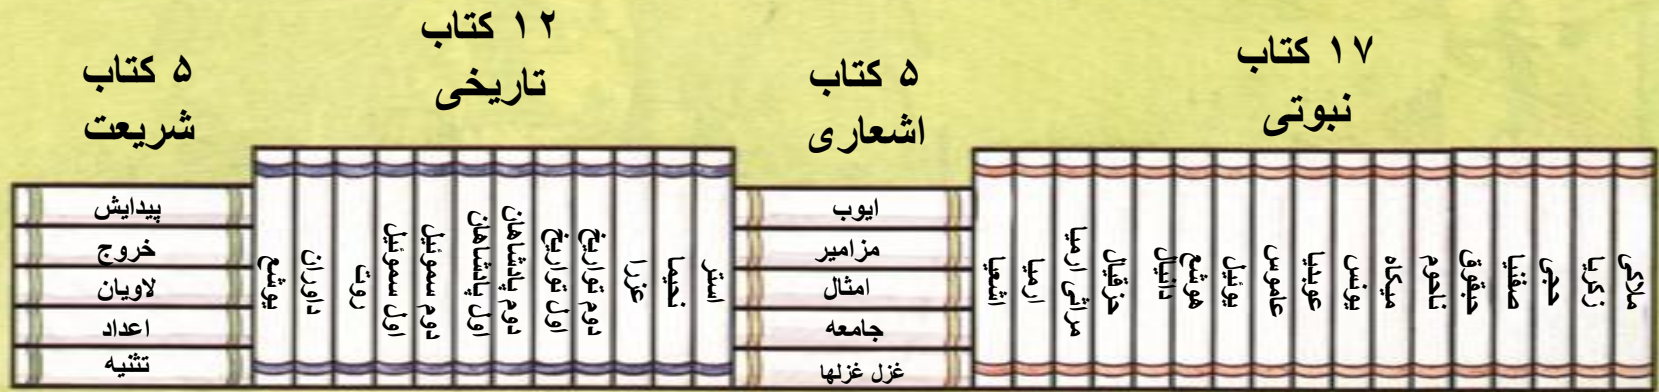 ۵ کتاب
شریعت
پیدایش
خروج
لاویان
اعداد
تثنیه
۱۲ کتاب
تاریخی
یوشع
داوران
روت
اول سموئیل
دوم سموئیل
اول پادشاهان
دوم پادشاهان
اول تواریخ
دوم تواریخ
عزرا
نحیما
استر
۵ کتاب
اشعاری
ایوب
مزامیر
امثال
جامعه
غزل غزلها
۱۷ کتاب
نبوتی
اشعیا
ارمیا
مراثی ارمیا
حزقیال
دانیال
هوشع
یوئیل
عاموس
عوبدیا
یونس
میکاه
ناحوم
حبقوق
صفنیا
حجی
زکریا
ملاکی